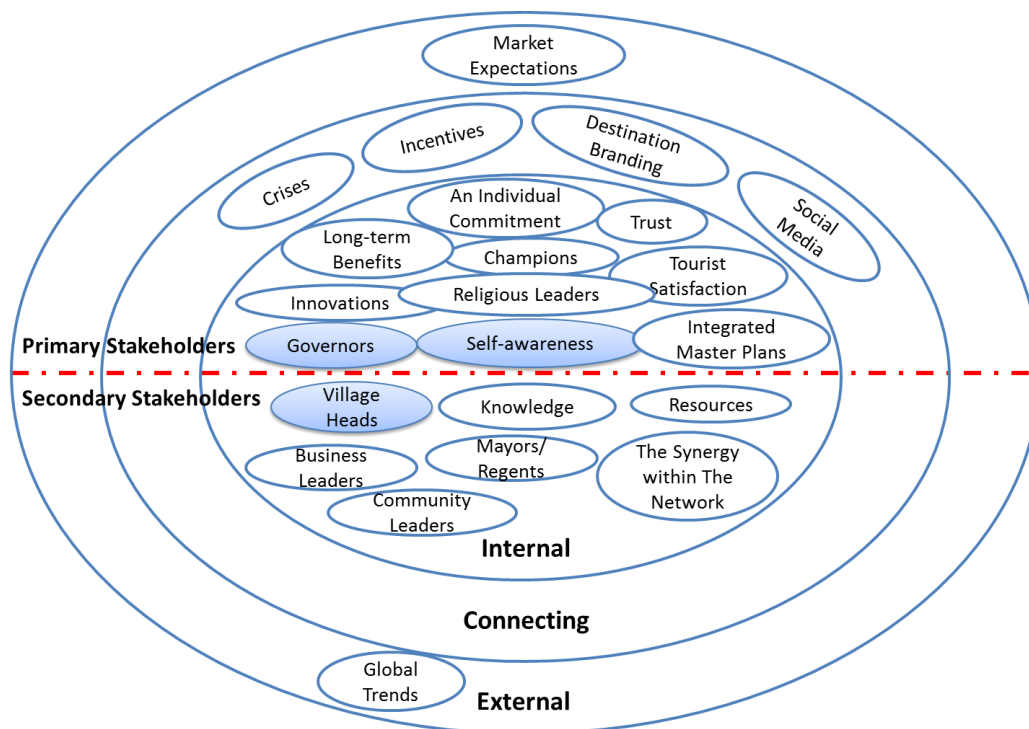 Market
Expectations
Incentives
Destination
Branding
Crises
Social
Media
An Individual
Commitment
Trust
Long-term
Benefits
Champions
Tourist
Satisfaction
Innovations
Religious Leaders
Primary Stakeholders
Governors
Self-awareness
Integrated
Master Plans
Secondary Stakeholders
Village
Heads
Knowledge
Resources
Business
Leaders
Mayors/
Regents
The Synergy
within The
Network
Community
Leaders
Internal
Connecting
Global
Trends
External